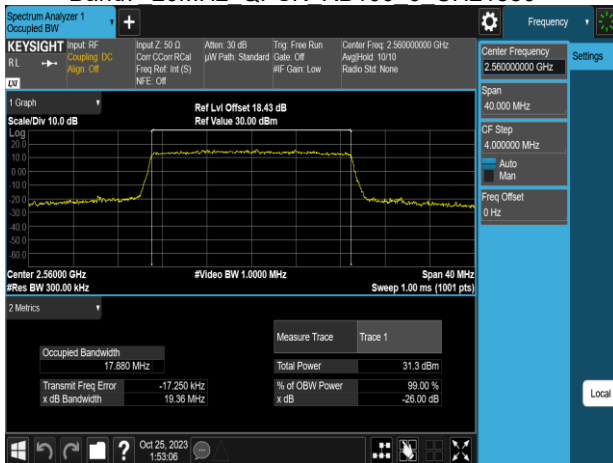 Spectrum Analyzer 1
Occupied BW
Frequency
KEYSIGHT
RL
LXI
Input: RF
Coupling: DC
Align: Off
Input Z: 50 Ω
Corr CCorr RCal
Freq Ref: Int (S)
NFE: Off
Atten: 30 dB
µW Path: Standard
Trig: Free Run
Gate: Off
#IF Gain: Low
Center Freq: 2.560000000 GHz
Avg|Hold: 10/10
Radio Std: None
Center Frequency
2.560000000 GHz
Settings
Span
40.000 MHz
CF Step
4.000000 MHz
Auto
Man
Freq Offset
0 Hz
Local
1 Graph
Scale/Div 10.0 dB
Ref Lvl Offset 18.43 dB
Ref Value 30.00 dBm
Log
20.0
10.0
0.00
-10.0
-20.0
-30.0
-40.0
-50.0
-60.0
Center 2.56000 GHz
#Video BW 1.0000 MHz
Span 40 MHz
#Res BW 300.00 kHz
Sweep 1.00 ms (1001 pts)
2 Metrics
Measure Trace Trace 1
Occupied Bandwidth
17.880 MHz
Total Power 31.3 dBm
Transmit Freq Error -17.250 kHz
% of OBW Power 99.00 %
x dB Bandwidth 19.36 MHz
x dB -26.00 dB
Oct 25, 2023
1:53:06